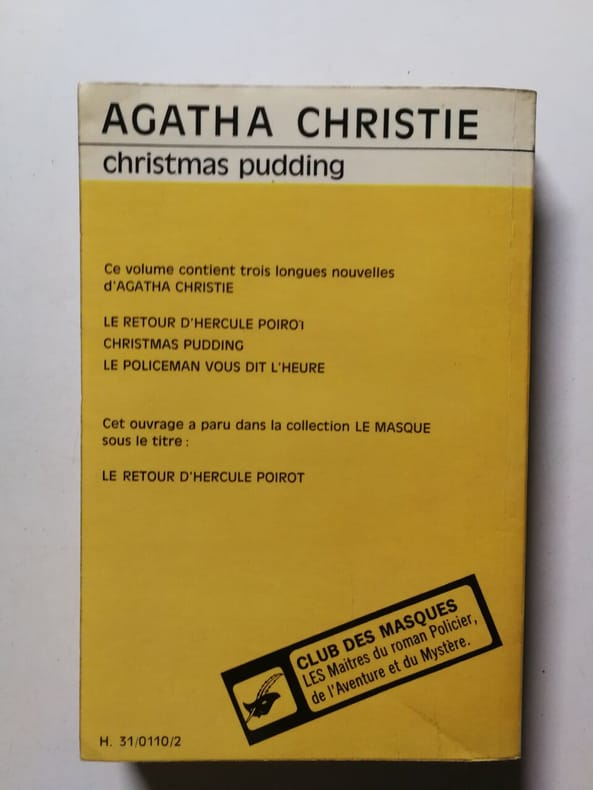 AGATHA CHRISTIE
christmas pudding
Ce volume contient trois longues nouvelles
d'AGATHA CHRISTIE
LE RETOUR D'HERCULE POIROT
CHRISTMAS PUDDING
LE POLICEMAN VOUS DIT L'HEURE
Cet ouvrage a paru dans la collection LE MASQUE
sous le titre :
LE RETOUR D'HERCULE POIROT
CLUB DES MASQUES
LES Maitres du roman Policier,
de l'Aventure et du Mystère.
H. 31/0110/2